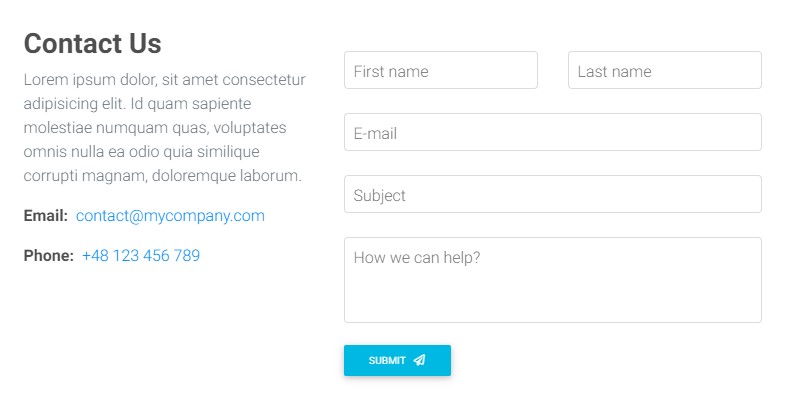 Contact Us
Lorem ipsum dolor, sit amet consectetur
adipisicing elit. Id quam sapiente
molestiae numquam quas, voluptates
omnis nulla ea odio quia similique
corrupti magnam, doloremque laborum.
Email: contact@mycompany.com
Phone: +48 123 456 789
First name
Last name
E-mail
Subject
How we can help?
SUBMIT